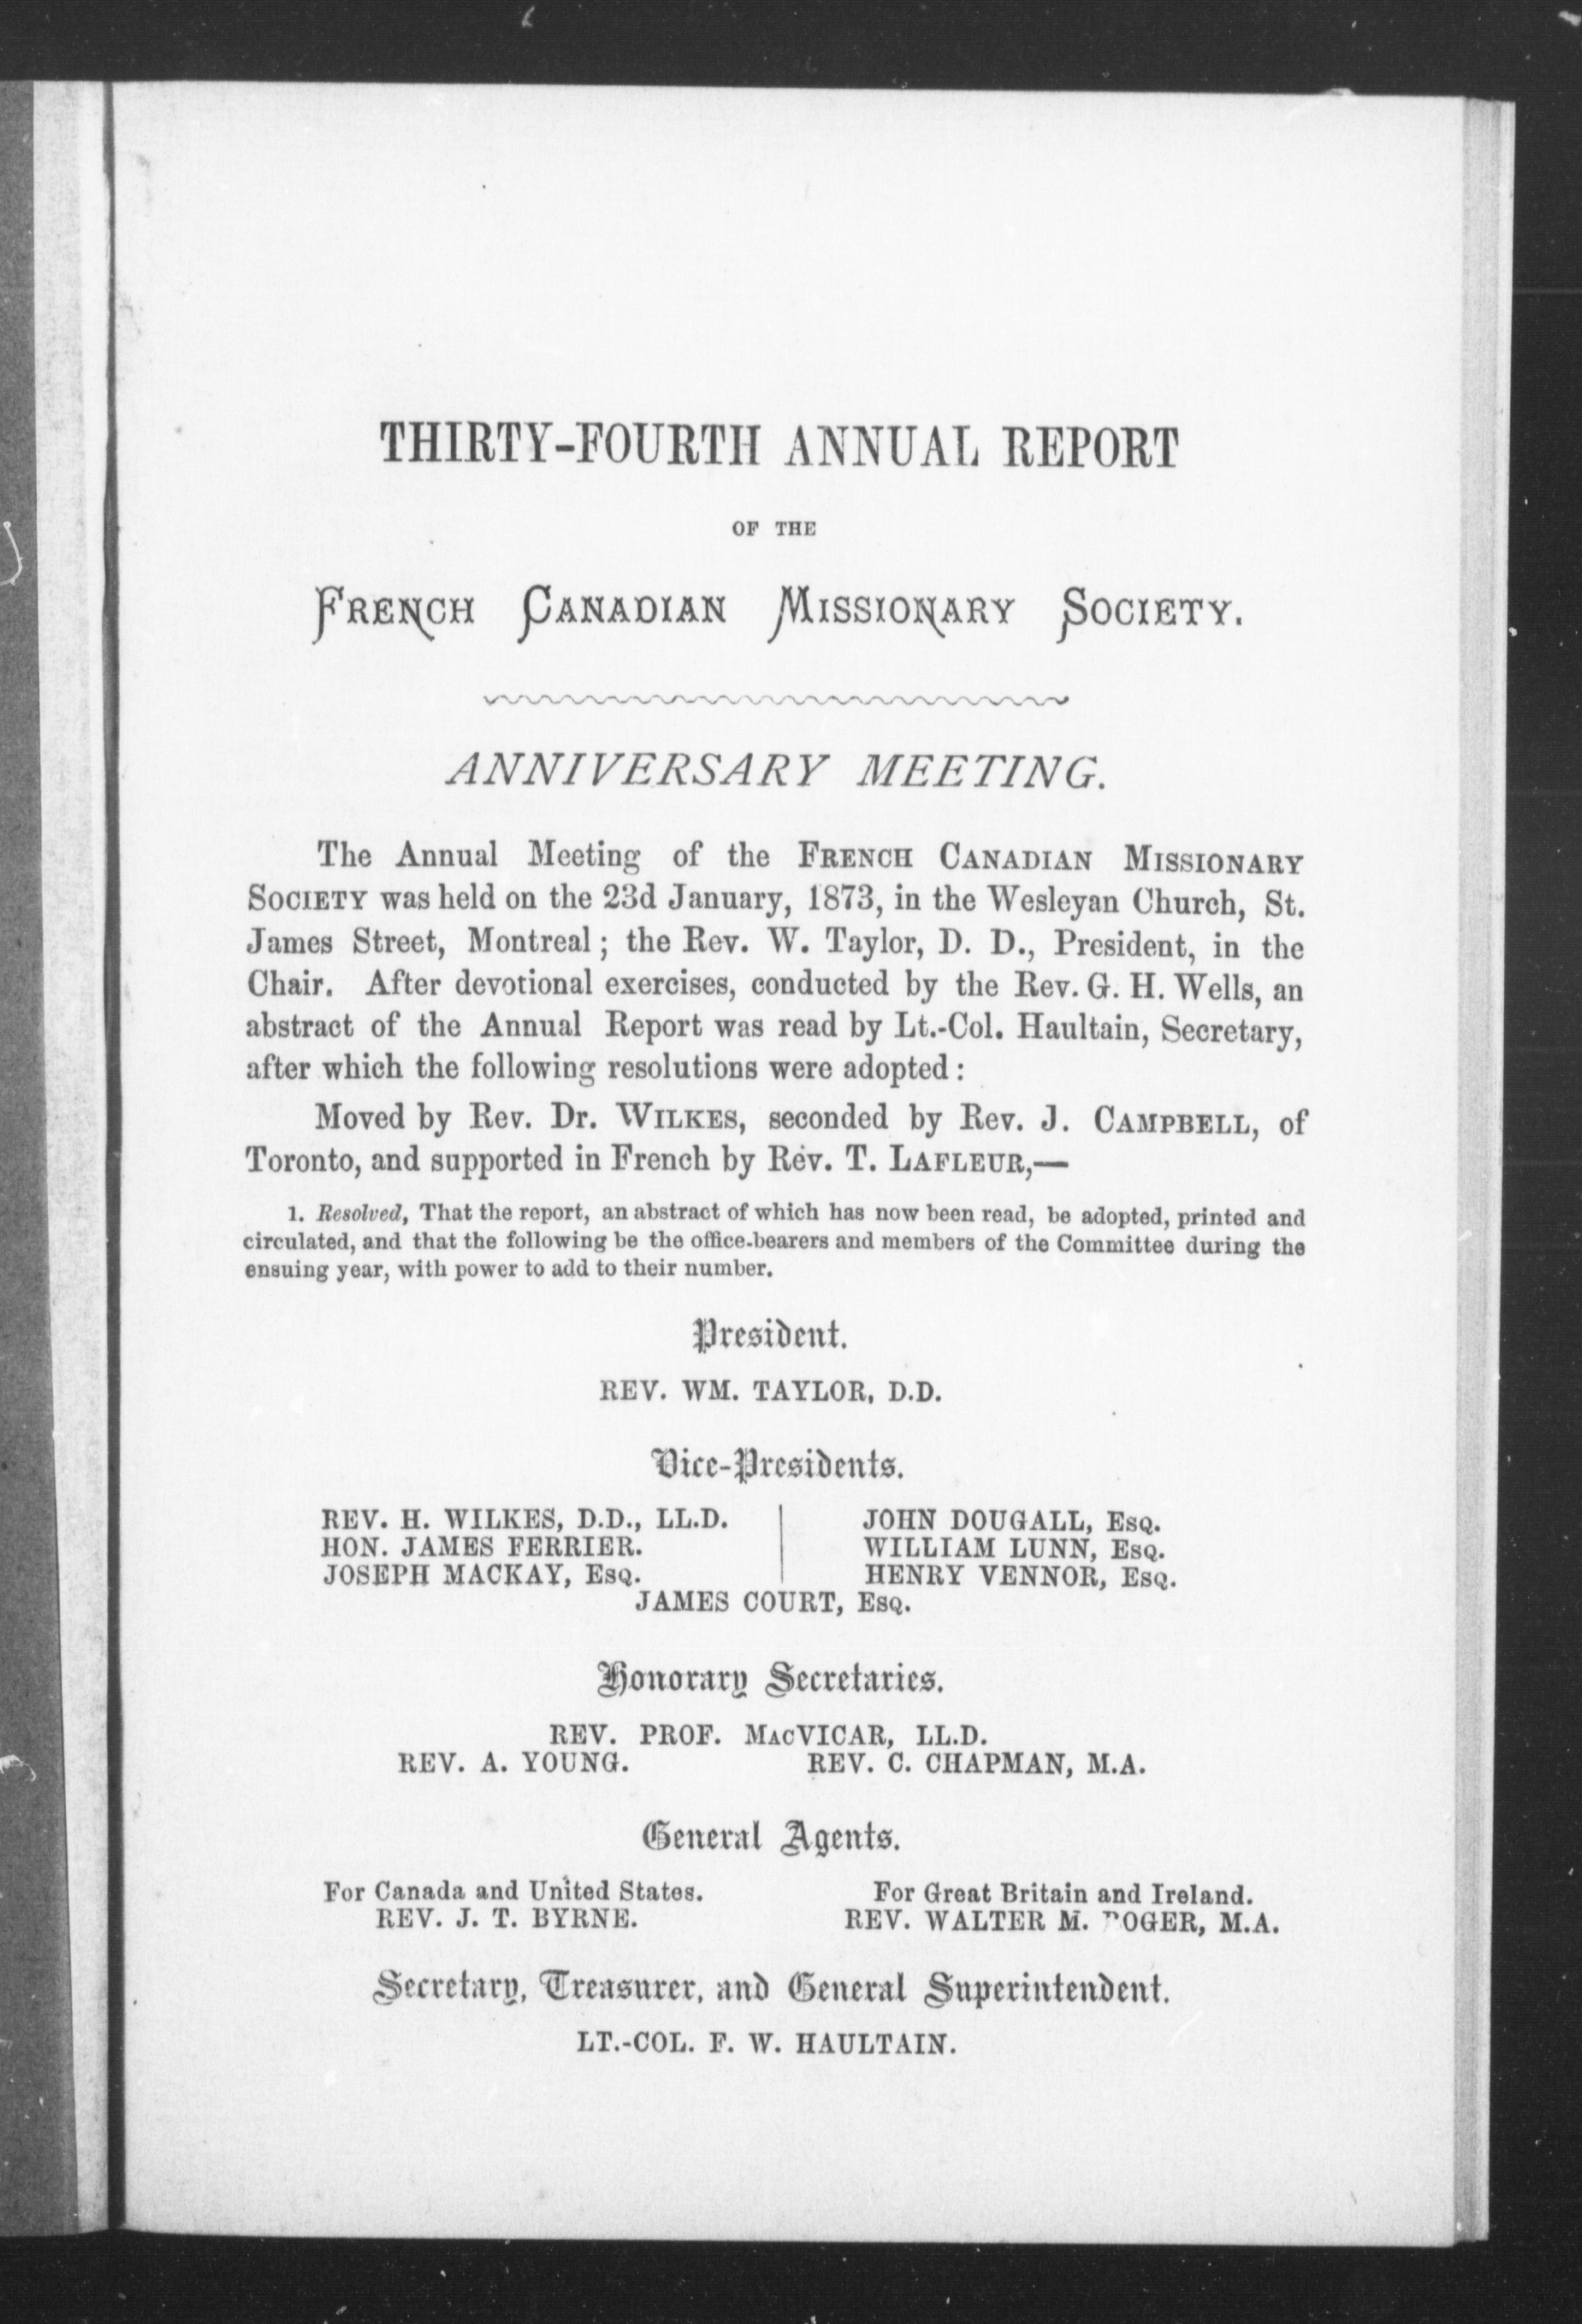 THIRTY-FOURTH ANNUAL REPORT
OF THE
FRENCH CANADIAN MISSIONARY SOCIETY.
ANNIVERSARY MEETING.
The Annual Meeting of the FRENCH CANADIAN MISSIONARY
SOCIETY was held on the 23d January, 1873, in the Wesleyan Church, St.
James Street, Montreal; the Rev. W. Taylor, D. D., President, in the
Chair. After devotional exercises, conducted by the Rev. G. H. Wells, an
abstract of the Annual Report was read by Lt.-Col. Haultain, Secretary,
after which the following resolutions were adopted:
Moved by Rev. Dr. WILKES, seconded by Rev. J. CAMPBELL, of
Toronto, and supported in French by Rev. T. LAFLEUR,—
1. Resolved, That the report, an abstract of which has now been read, be adopted, printed and
circulated, and that the following be the office-bearers and members of the Committee during the
ensuing year, with power to add to their number.
President.
REV. WM. TAYLOR, D.D.
Vice-Presidents.
REV. H. WILKES, D.D., LL.D.
HON. JAMES FERRIER.
JOSEPH MACKAY, ESQ.
JOHN DOUGALL, ESQ.
WILLIAM LUNN, ESQ.
HENRY VENNOR, ESQ.
JAMES COURT, ESQ.
Honorary Secretaries.
REV. PROF. MACVICAR, LL.D.
REV. A. YOUNG. REV. C. CHAPMAN, M.A.
General Agents.
For Canada and United States.
REV. J. T. BYRNE.
For Great Britain and Ireland.
REV. WALTER M. M.A.
Secretary, Treasurer, and General Superintendent.
LT.-COL. F. W. HAULTAIN.